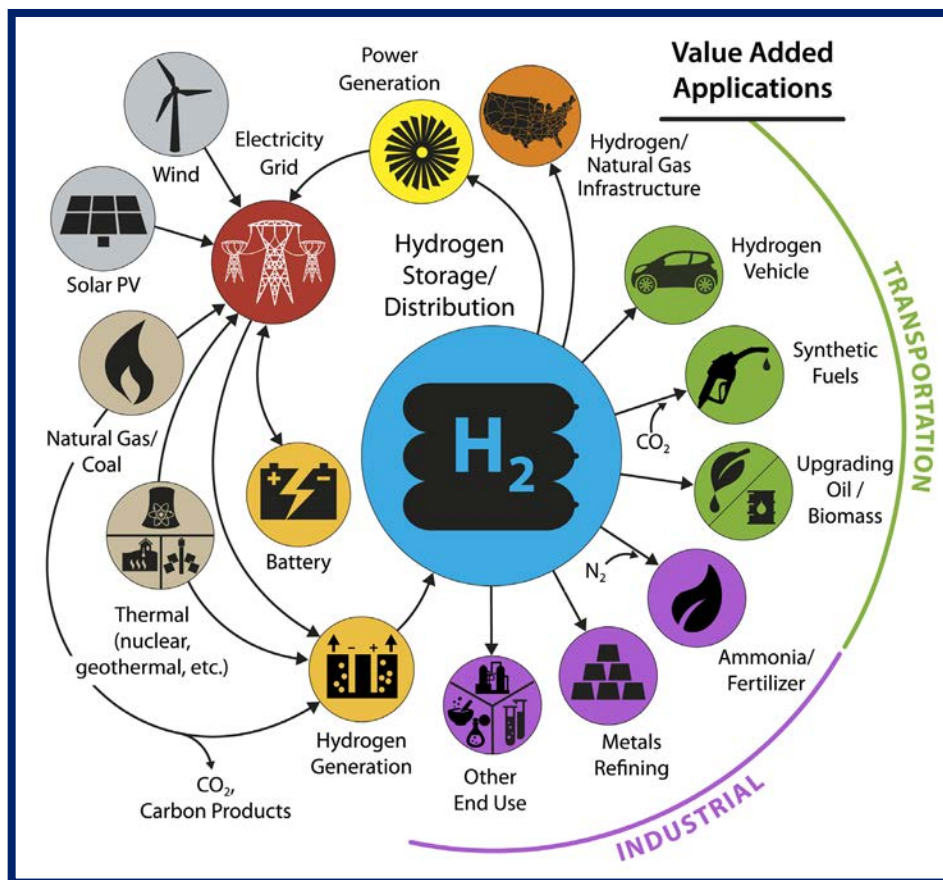 Value Added
Applications
Power
Generation
Electricity
Grid
Wind
Hydrogen/
Natural Gas
Infrastructure
Solar PV
Hydrogen
Storage/
Distribution
Hydrogen
Vehicle
TRANSPORTATION
Synthetic
Fuels
CO₂
H₂
Natural Gas/
Coal
+ -
Battery
Upgrading
Oil /
Biomass
N₂
Thermal
(nuclear,
geothermal, etc.)
- +
Hydrogen
Generation
Ammonia/
Fertilizer
Metals
Refining
Other
End Use
CO₂,
Carbon Products
INDUSTRIAL